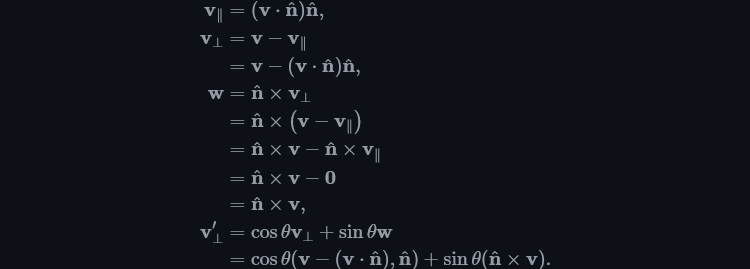 v∥ = (v · n̂)n̂,
v⊥ = v − v∥
= v − (v · n̂)n̂,
w = n̂ × v⊥
= n̂ × (v − v∥)
= n̂ × v − n̂ × v∥
= n̂ × v − 0
= n̂ × v,
v′⊥ = cos θv⊥ + sin θw
= cos θ(v − (v · n̂), n̂) + sin θ(n̂ × v).